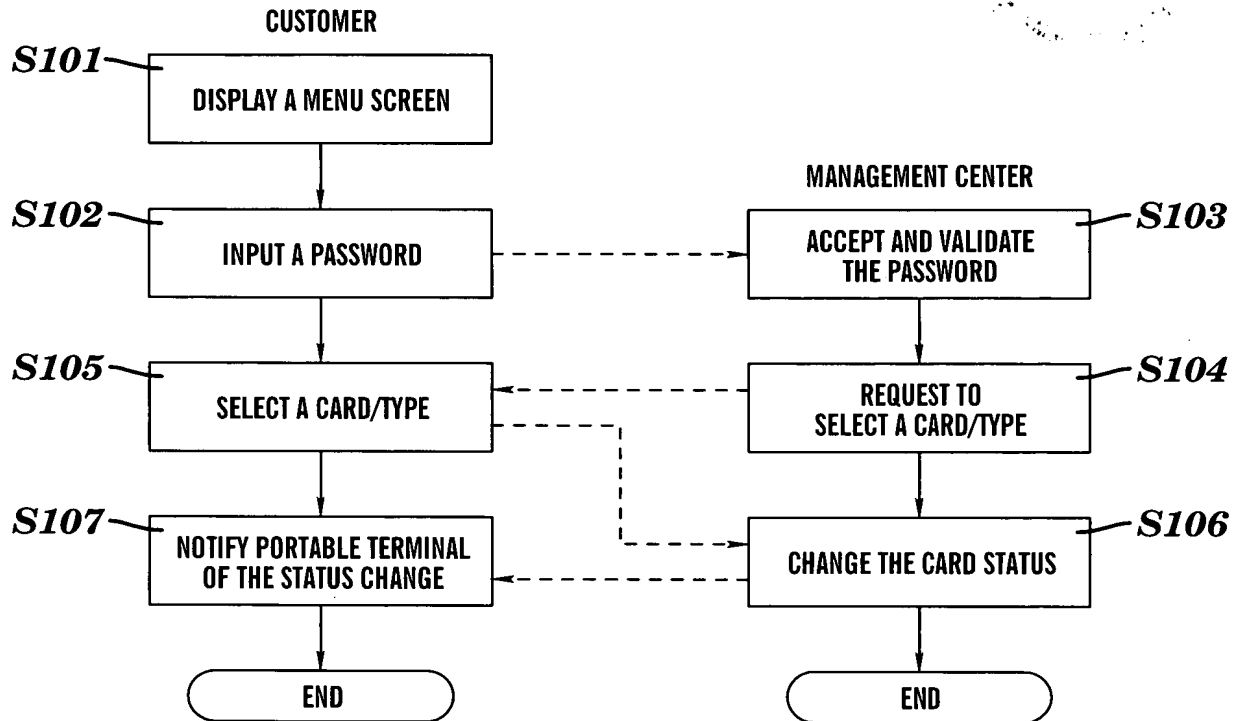 CUSTOMER
S101
DISPLAY A MENU SCREEN
MANAGEMENT CENTER
S102
INPUT A PASSWORD
S103
ACCEPT AND VALIDATE
THE PASSWORD
S105
SELECT A CARD/TYPE
S104
REQUEST TO
SELECT A CARD/TYPE
S107
NOTIFY PORTABLE TERMINAL
OF THE STATUS CHANGE
S106
CHANGE THE CARD STATUS
END
END